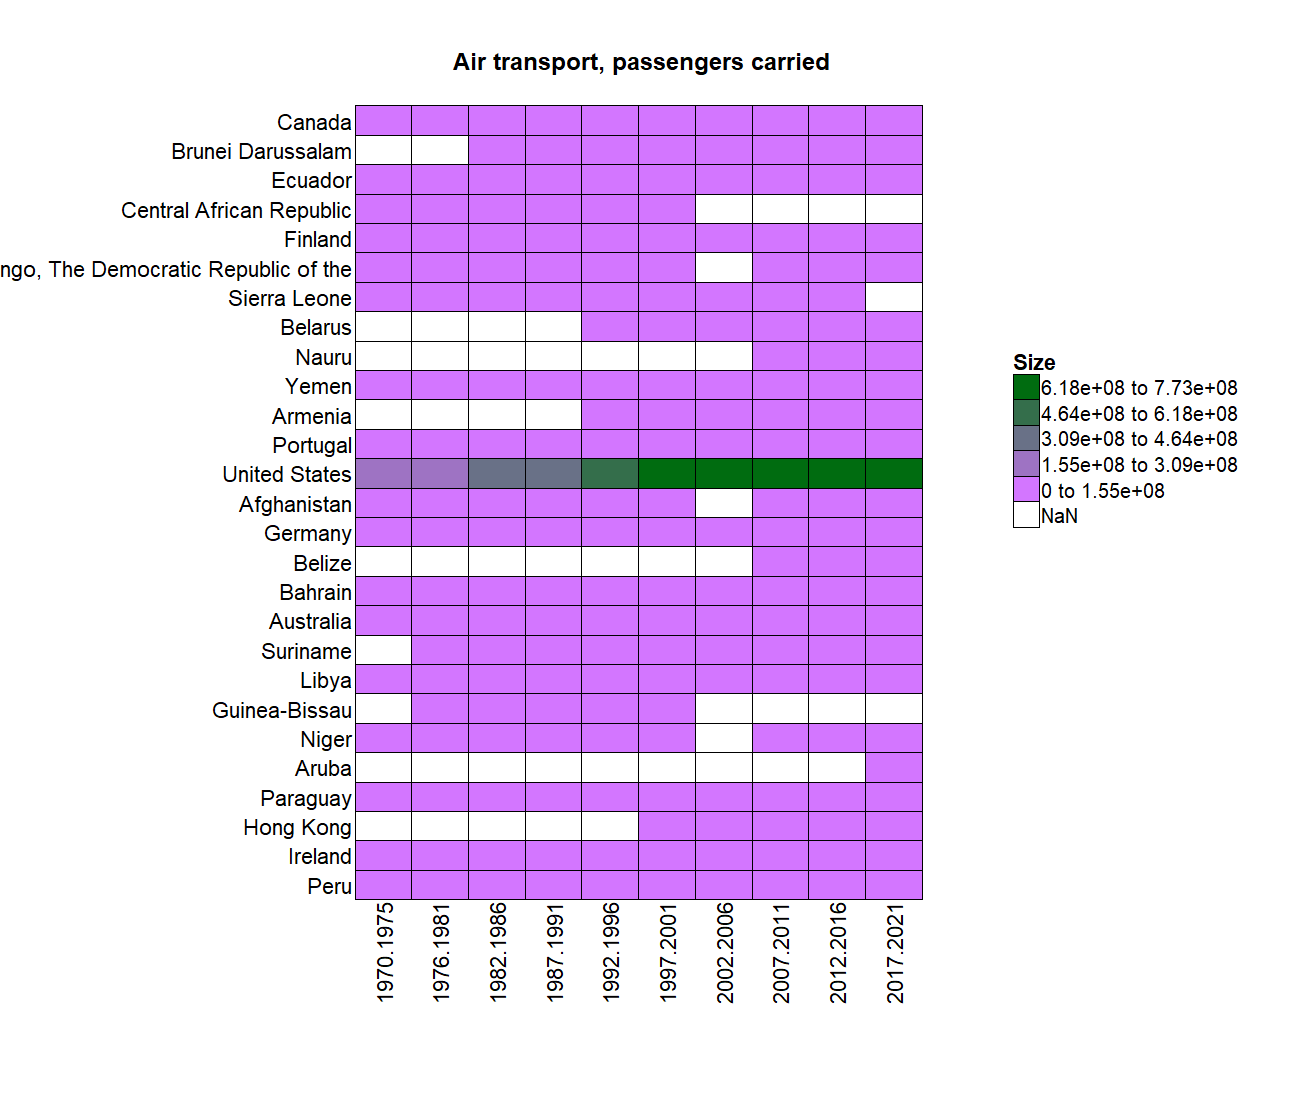 Air transport, passengers carried
Canada
Brunei Darussalam
Ecuador
Central African Republic
Finland
ngo, The Democratic Republic of the
Sierra Leone
Belarus
Nauru
Yemen
Armenia
Portugal
United States
Afghanistan
Germany
Belize
Bahrain
Australia
Suriname
Libya
Guinea-Bissau
Niger
Aruba
Paraguay
Hong Kong
Ireland
Peru
1970.1975
1976.1981
1982.1986
1987.1991
1992.1996
1997.2001
2002.2006
2007.2011
2012.2016
2017.2021
Size
6.18e+08 to 7.73e+08
4.64e+08 to 6.18e+08
3.09e+08 to 4.64e+08
1.55e+08 to 3.09e+08
0 to 1.55e+08
NaN